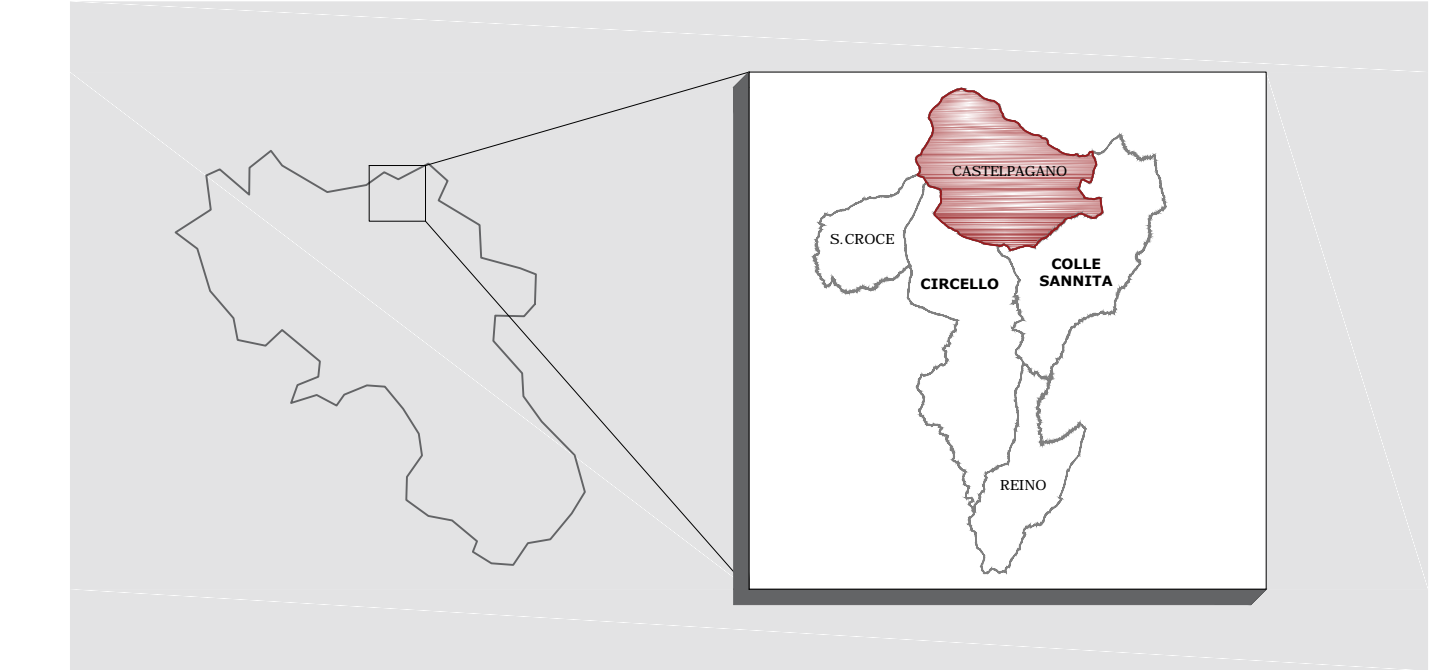 CASTELPAGANO
S.CROCE
CIRCELLO
COLLE
SANNITA
REINO